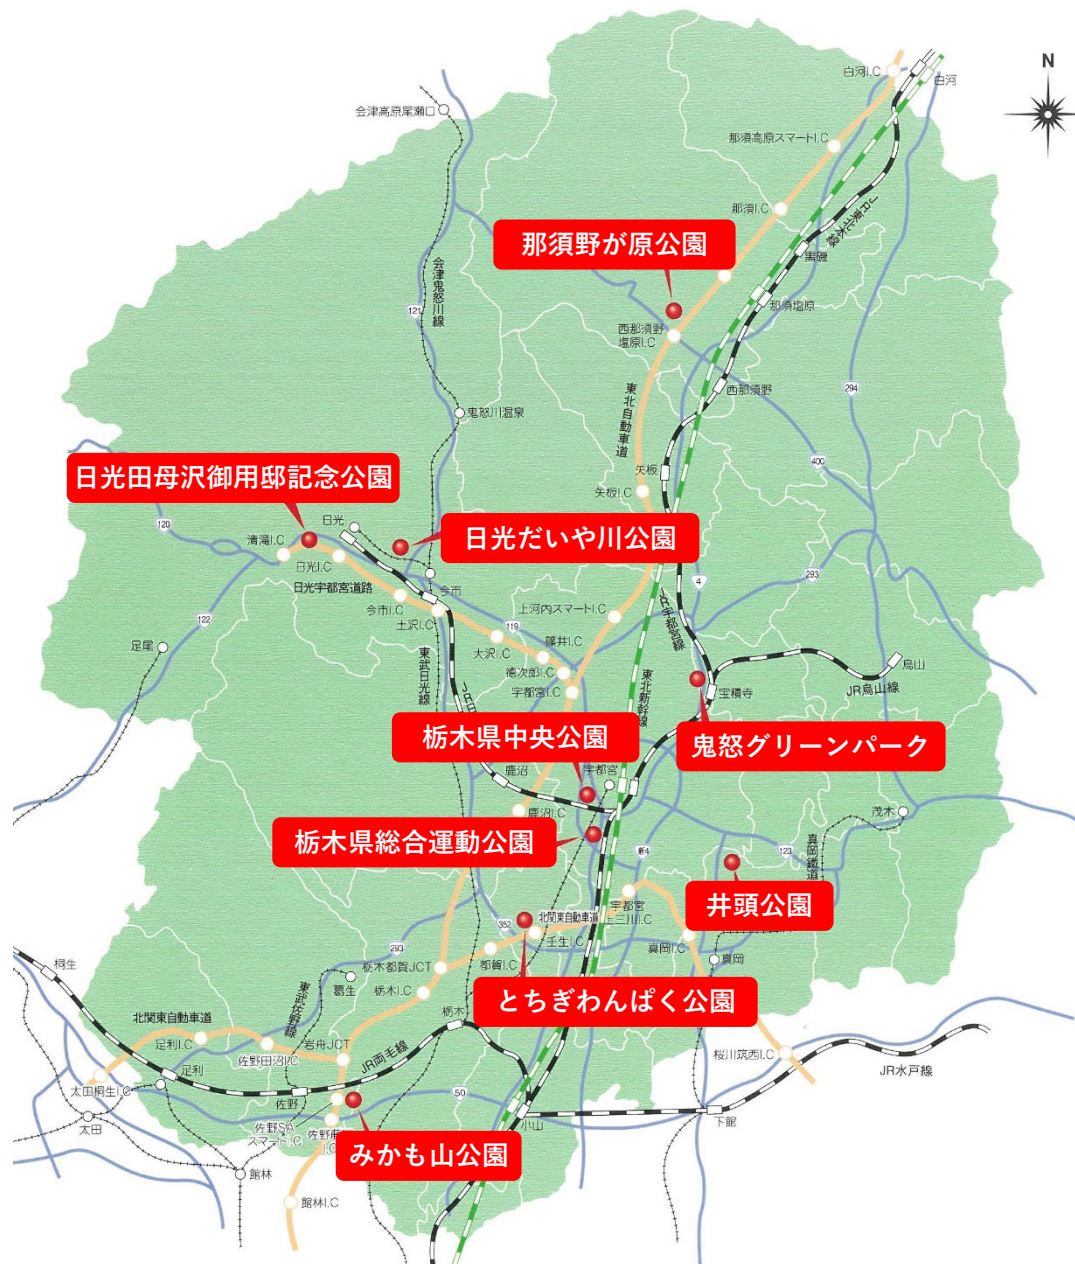 N
白河I.C
白河
会津高原尾瀬口
那須高原スマートI.C
那須I.C
JR東北本線
那須野が原公園
黒磯
会津鬼怒川線
121
那須塩原
西那須野
塩原I.C
西那須野
294
東北自動車道
鬼怒川温泉
400
日光田母沢御用邸記念公園
矢板
矢板I.C
120
日光
清滝I.C
日光だいや川公園
日光I.C
日光宇都宮道路
今市
293
4
今市I.C
土沢I.C
上河内スマートI.C
JR宇都宮線
122
119
足尾
大沢I.C
篠井I.C
東武日光線
徳次郎I.C
宇都宮I.C
東北新幹線
烏山
JR烏山線
宝積寺
栃木県中央公園
鬼怒グリーンパーク
鹿沼
宇都宮
鹿沼I.C
茂木
栃木県総合運動公園
新4
123
真岡鐵道
井頭公園
宇都宮
上三川I.C
352
北関東自動車道
壬生I.C
真岡I.C
真岡
293
都賀I.C
栃木都賀JCT
桐生
葛生
栃木I.C
とちぎわんぱく公園
東武佐野線
栃木
北関東自動車道
足利I.C
佐野田沼I.C
岩舟JCT
JR両毛線
桜川筑西I.C
JR水戸線
足利
太田桐生I.C
佐野
50
太田
佐野SA
スマートI.C
佐野藤
I.C
小山
下館
みかも山公園
館林
館林I.C